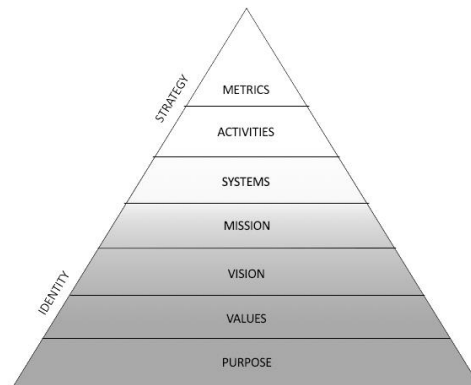 STRATEGY
METRICS
ACTIVITIES
SYSTEMS
MISSION
IDENTITY
VISION
VALUES
PURPOSE